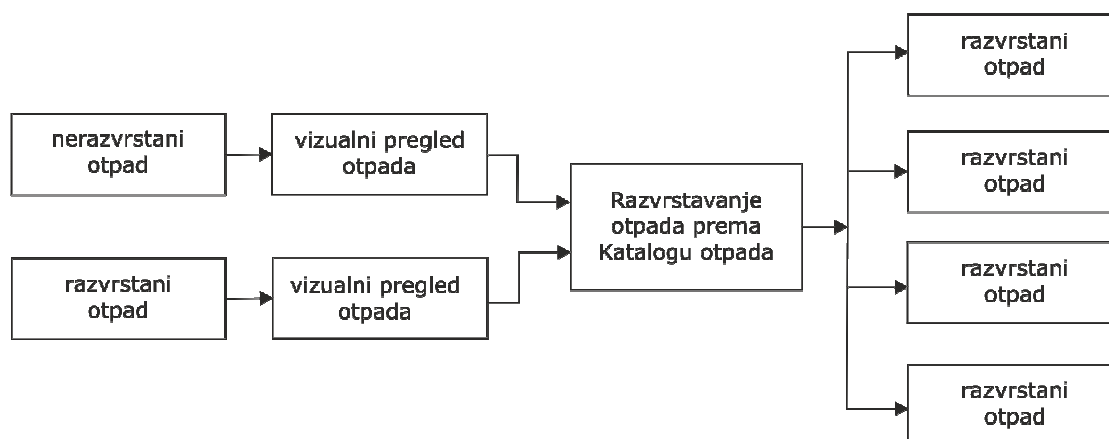 nerazvrstani
otpad
razvrstani
otpad
vizualni pregled
otpada
vizualni pregled
otpada
Razvrstavanje
otpada prema
Katalogu otpada
razvrstani
otpad
razvrstani
otpad
razvrstani
otpad
razvrstani
otpad